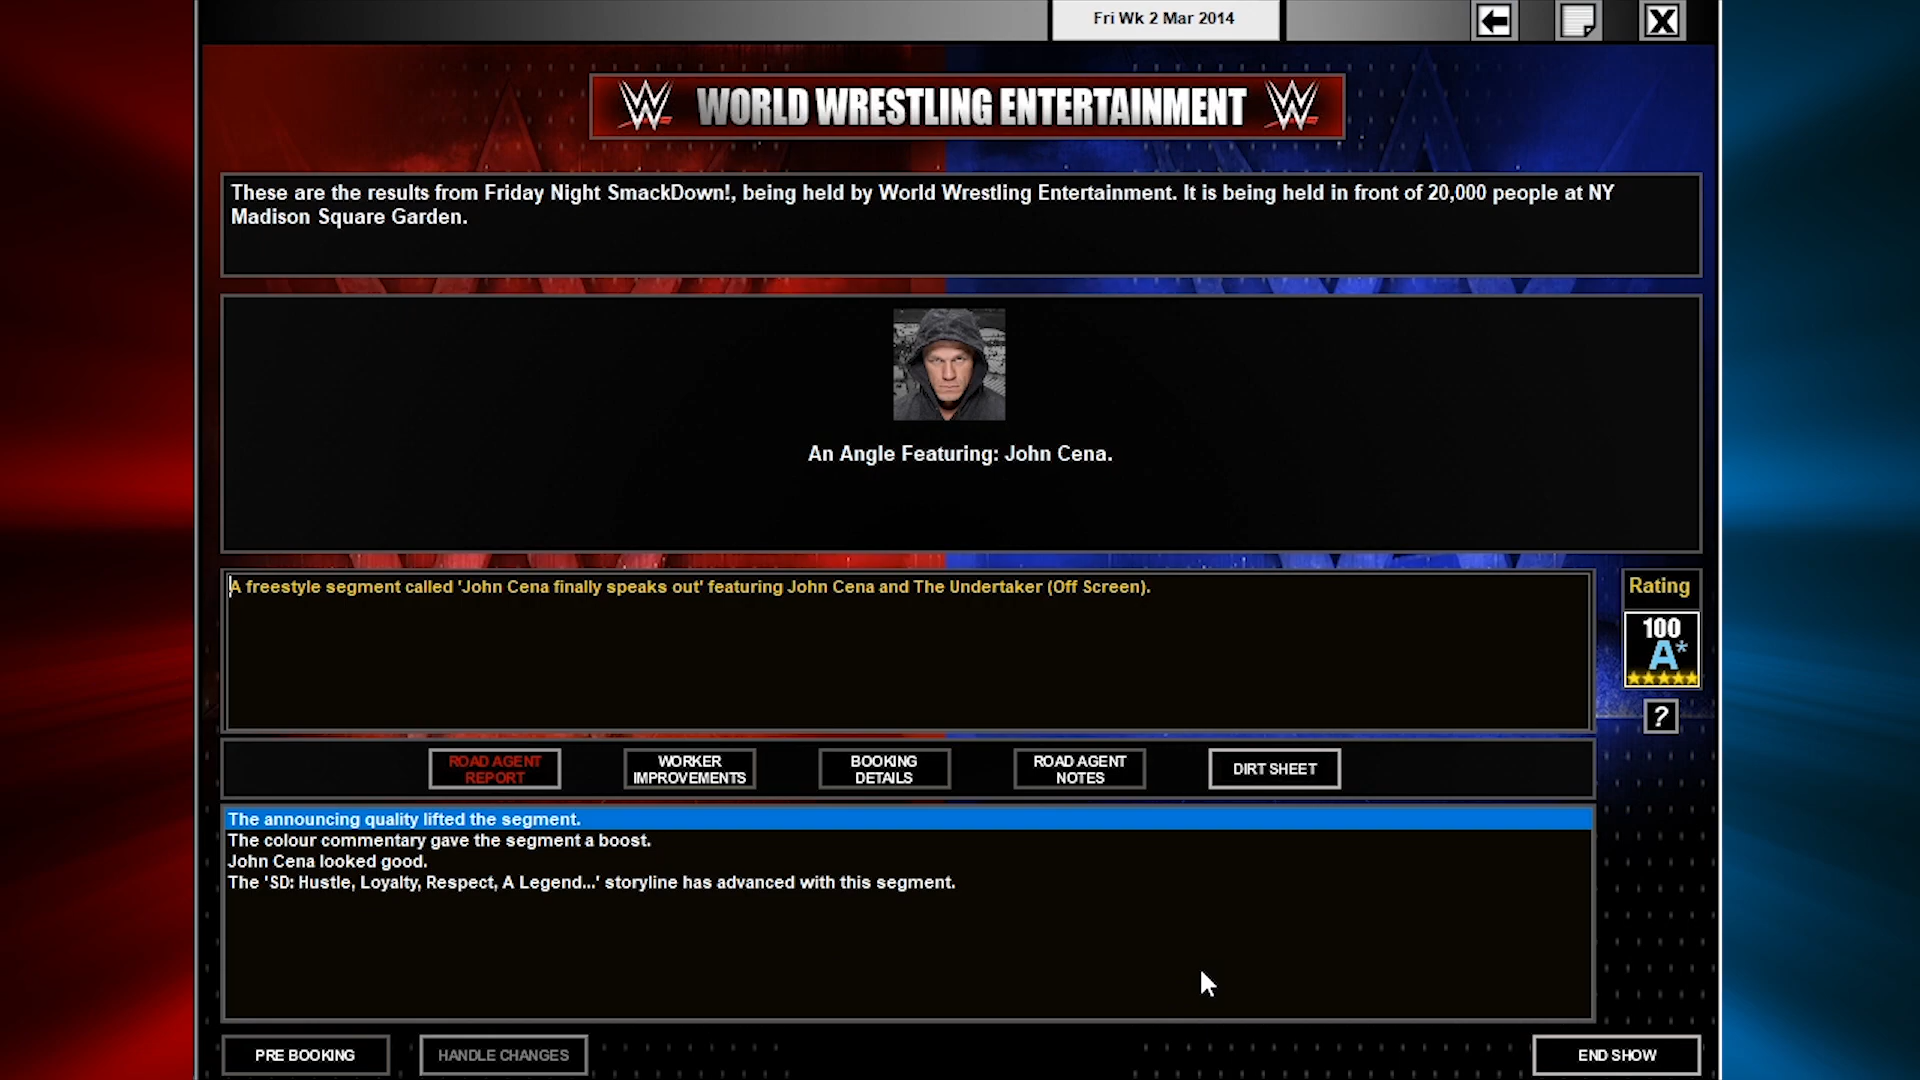 Fri Wk 2 Mar 2014
WORLD WRESTLING ENTERTAINMENT
These are the results from Friday Night SmackDown!, being held by World Wrestling Entertainment. It is being held in front of 20,000 people at NY
Madison Square Garden.
An Angle Featuring: John Cena.
A freestyle segment called 'John Cena finally speaks out' featuring John Cena and The Undertaker (Off Screen).
Rating
100
A*
?
ROAD AGENT
REPORT
WORKER
IMPROVEMENTS
BOOKING
DETAILS
ROAD AGENT
NOTES
DIRT SHEET
The announcing quality lifted the segment.
The colour commentary gave the segment a boost.
John Cena looked good.
The 'SD: Hustle, Loyalty, Respect, A Legend...' storyline has advanced with this segment.
PRE BOOKING
HANDLE CHANGES
END SHOW